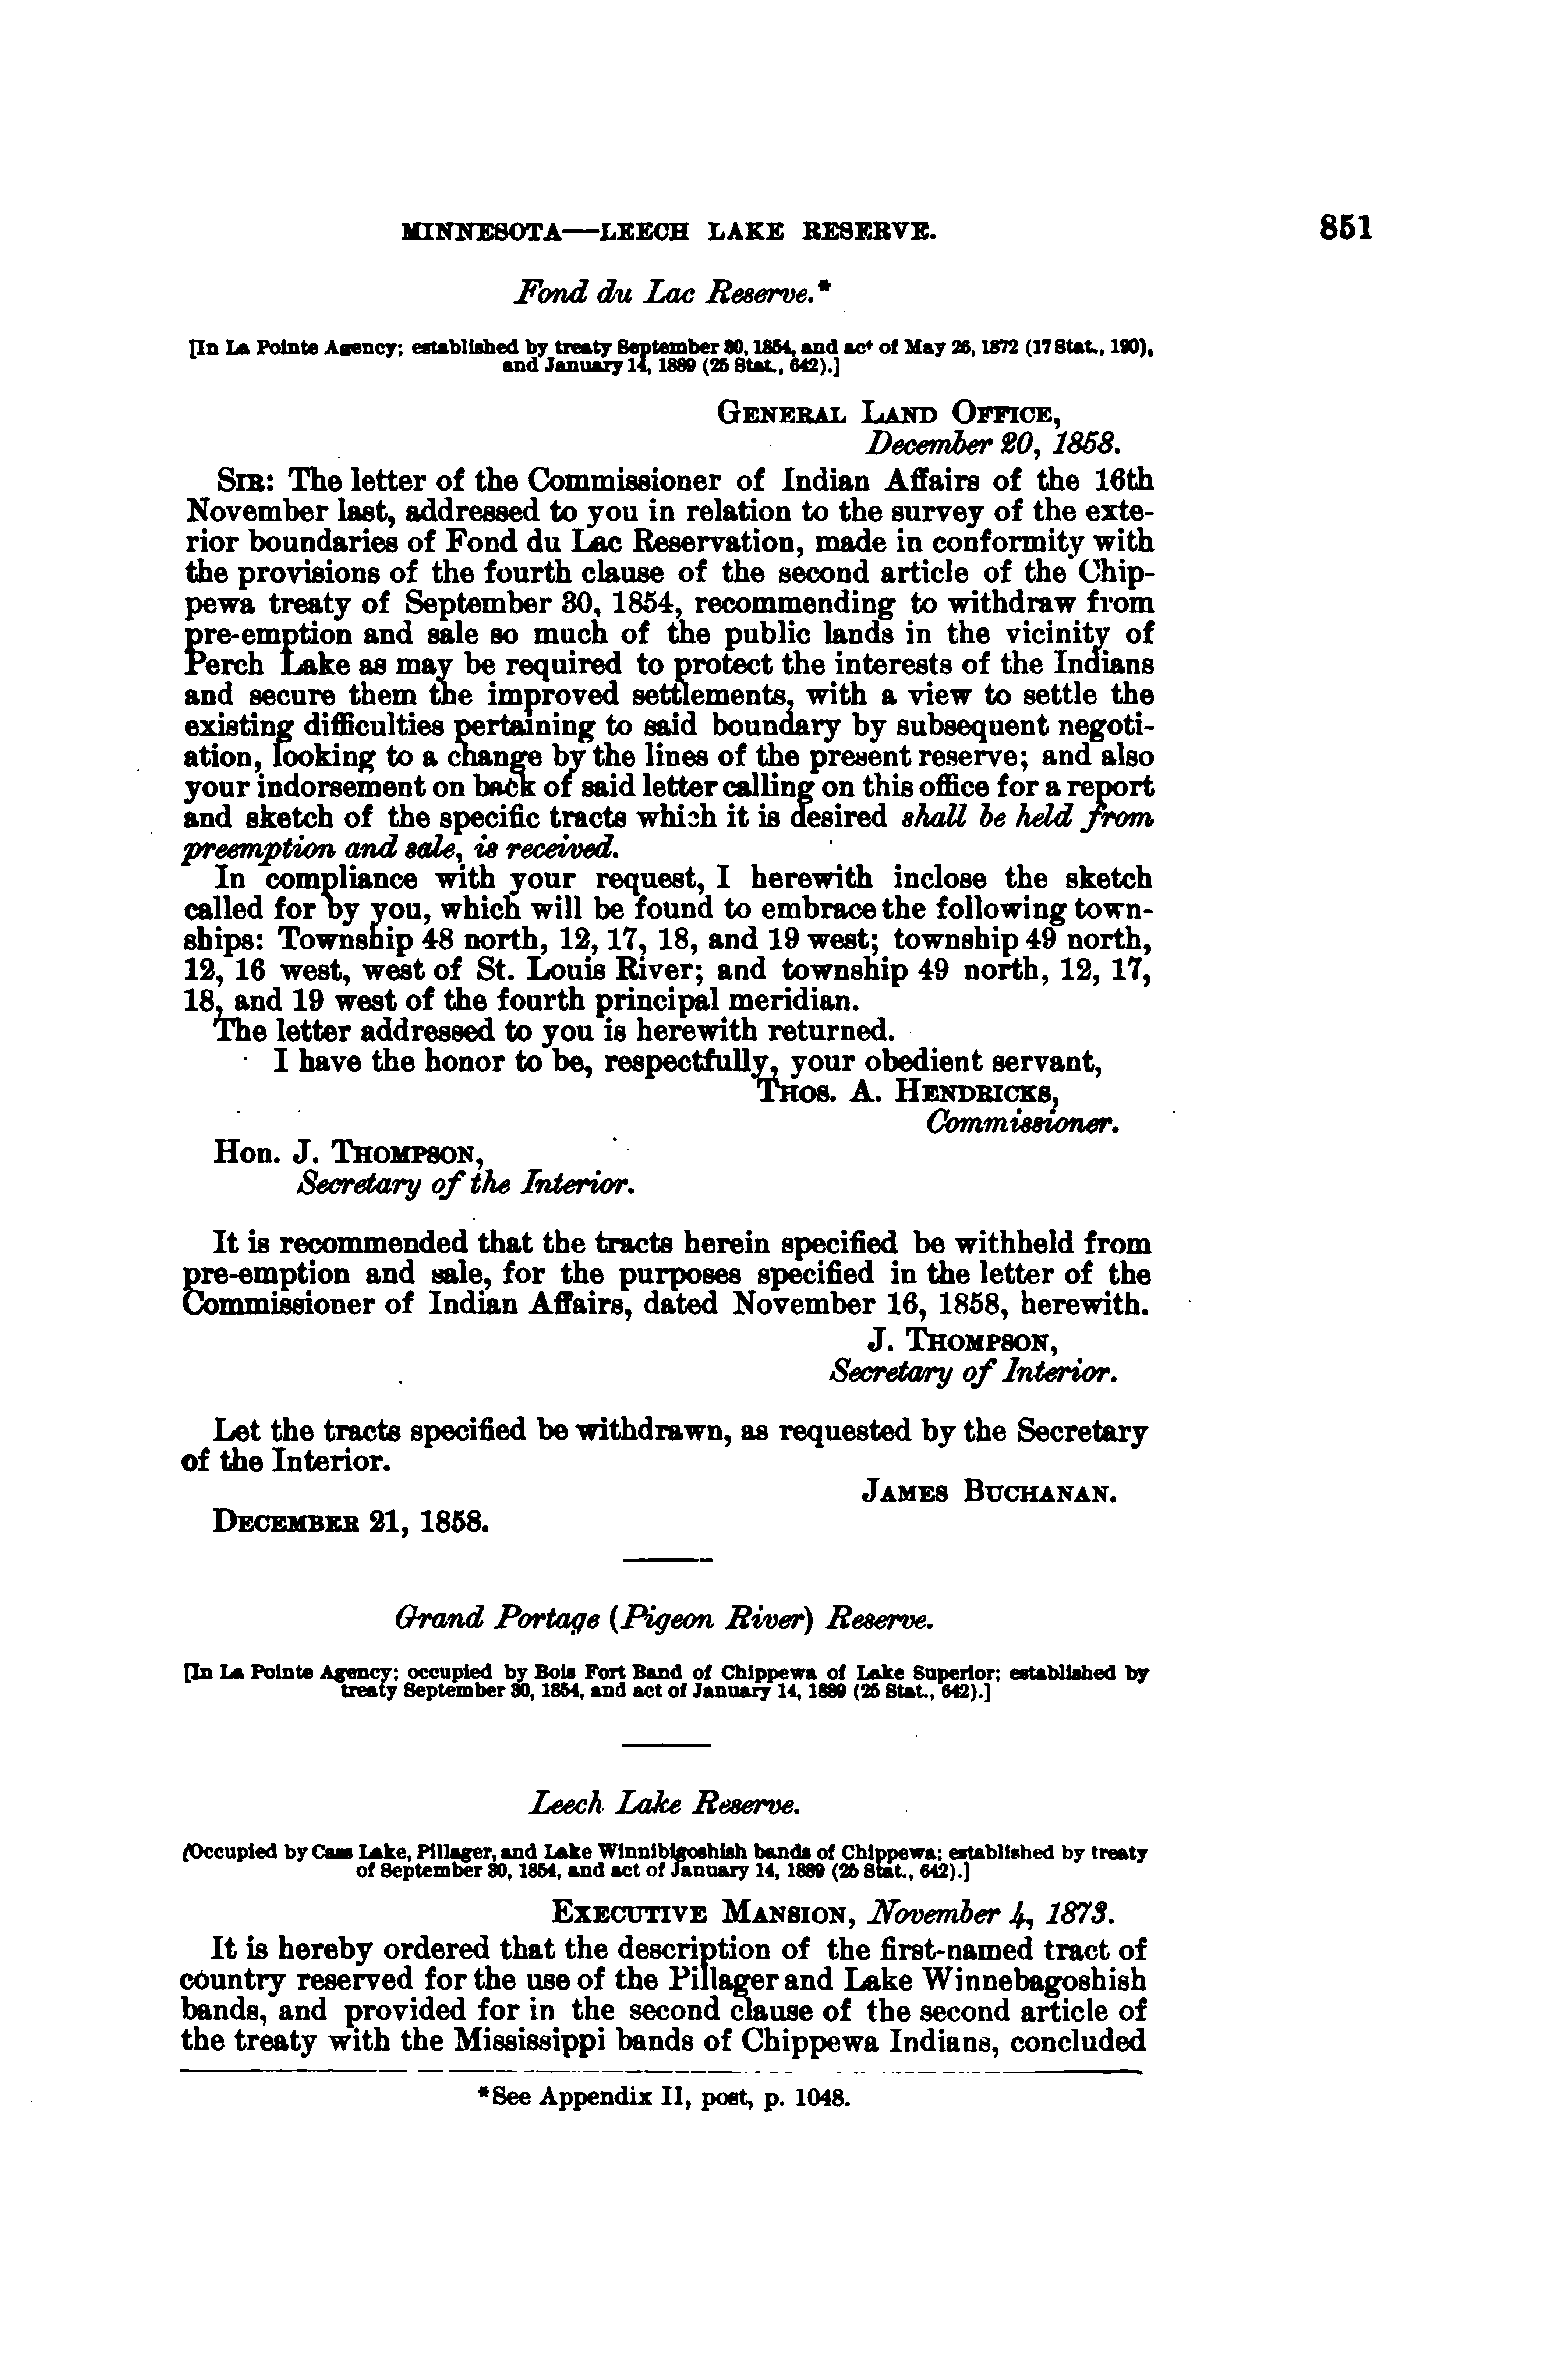 MINNESOTA—LEECH LAKE RESERVE. 851
Fond du Lac Reserve.*
[In La Pointe Agency; established by treaty September 30, 1854, and act of May 26, 1872 (17 Stat., 190),
and January 14, 1889 (25 Stat., 642).]
GENERAL LAND OFFICE,
December 20, 1858.
SIR: The letter of the Commissioner of Indian Affairs of the 16th
November last, addressed to you in relation to the survey of the exte-
rior boundaries of Fond du Lac Reservation, made in conformity with
the provisions of the fourth clause of the second article of the Chip-
pewa treaty of September 30, 1854, recommending to withdraw from
pre-emption and sale so much of the public lands in the vicinity of
Perch Lake as may be required to protect the interests of the Indians
and secure them the improved settlements, with a view to settle the
existing difficulties pertaining to said boundary by subsequent negoti-
ation, looking to a change by the lines of the present reserve; and also
your indorsement on back of said letter calling on this office for a report
and sketch of the specific tracts which it is desired shall be held from
preemption and sale, is received.
In compliance with your request, I herewith inclose the sketch
called for by you, which will be found to embrace the following town-
ships: Township 48 north, 12, 17, 18, and 19 west; township 49 north,
12, 16 west, west of St. Louis River; and township 49 north, 12, 17,
18, and 19 west of the fourth principal meridian.
The letter addressed to you is herewith returned.
I have the honor to be, respectfully, your obedient servant,
THOS. A. HENDRICKS,
Commissioner.
Hon. J. THOMPSON,
Secretary of the Interior.
It is recommended that the tracts herein specified be withheld from
pre-emption and sale, for the purposes specified in the letter of the
Commissioner of Indian Affairs, dated November 16, 1858, herewith.
J. THOMPSON,
Secretary of Interior.
Let the tracts specified be withdrawn, as requested by the Secretary
of the Interior.
JAMES BUCHANAN.
DECEMBER 21, 1858.
Grand Portage (Pigeon River) Reserve.
[In La Pointe Agency; occupied by Bois Fort Band of Chippewa of Lake Superior; established by
treaty September 30, 1854, and act of January 14, 1889 (25 Stat., 642).]
Leech Lake Reserve.
(Occupied by Cass Lake, Pillager, and Lake Winnibigoshish bands of Chippewa; established by treaty
of September 30, 1854, and act of January 14, 1889 (25 Stat., 642).]
EXECUTIVE MANSION, November 4, 1873.
It is hereby ordered that the description of the first-named tract of
country reserved for the use of the Pillager and Lake Winnebagoshish
bands, and provided for in the second clause of the second article of
the treaty with the Mississippi bands of Chippewa Indians, concluded
*See Appendix II, post, p. 1048.